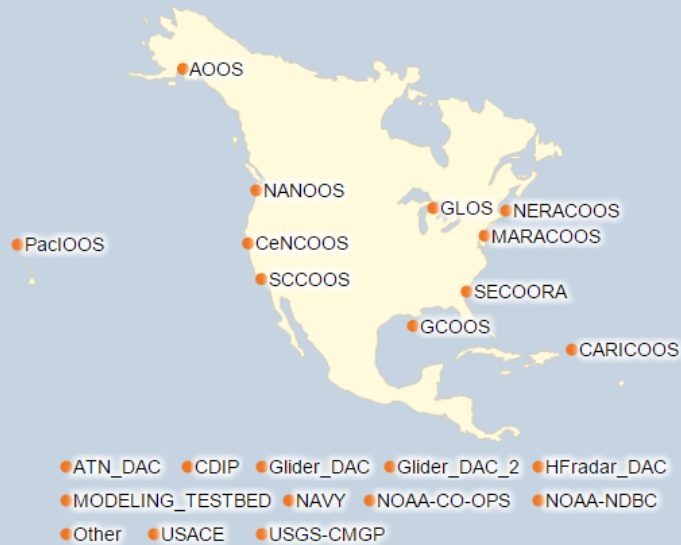 AOOS
NANOOS
GLOS
NERACOOS
MARACOOS
PacIOOS
CeNCOOS
SCCOOS
SECOORA
GCOOS
CARICOOS
ATN_DAC CDIP Glider_DAC Glider_DAC_2 HFradar_DAC
MODELING_TESTBED NAVY NOAA-CO-OPS NOAA-NDBC
Other USACE USGS-CMGP